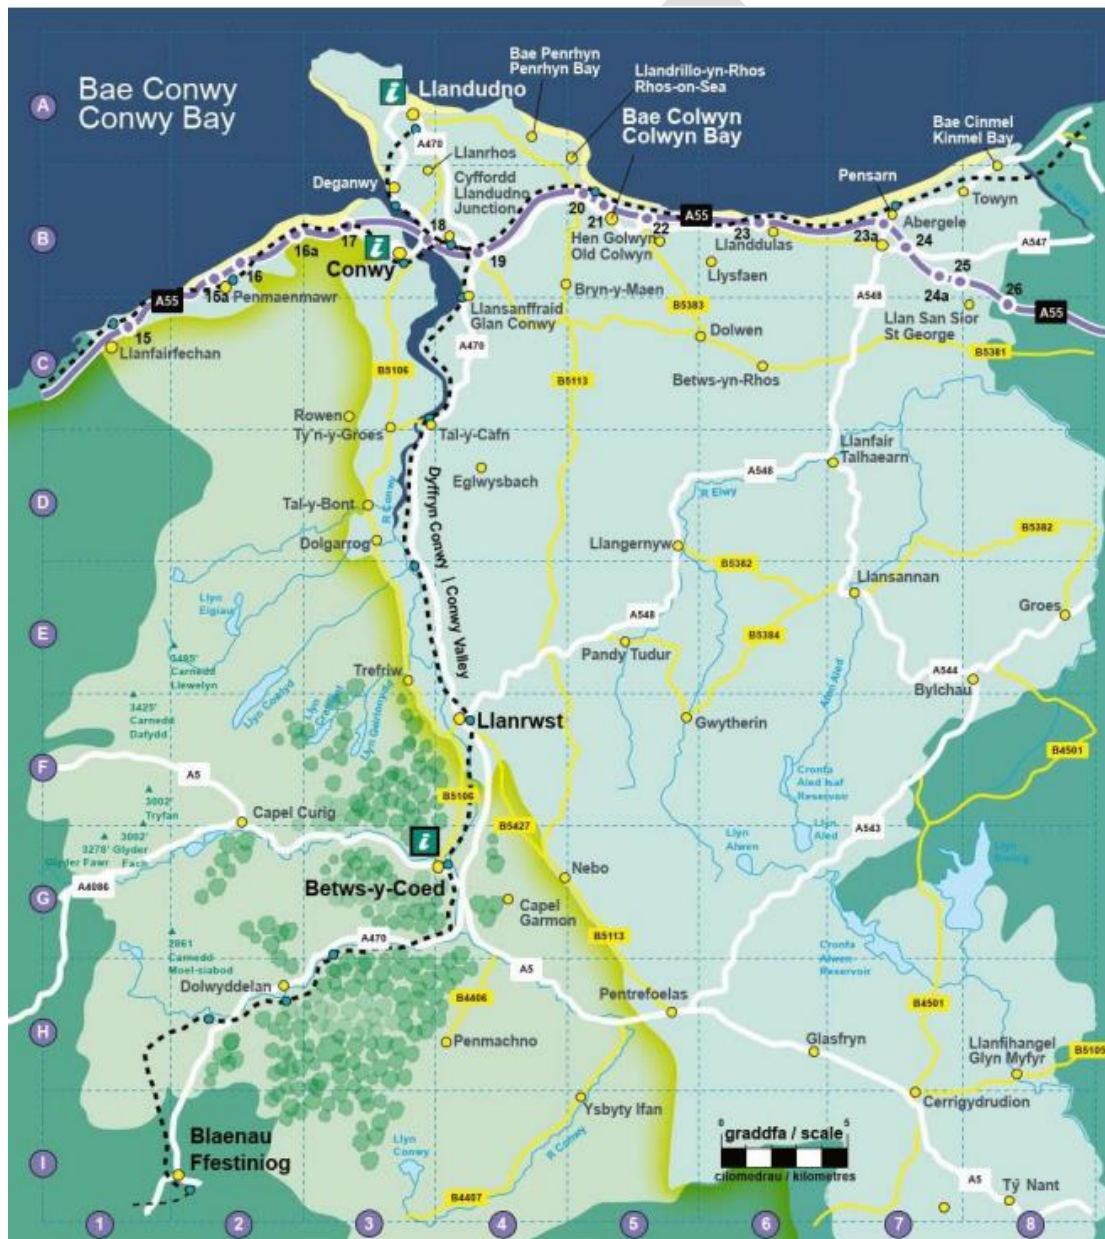 Bae Conwy
Conwy Bay
Llandudno
Bae Penrhyn
Penrhyn Bay
Llandrillo-yn-Rhos
Rhos-on-Sea
Bae Colwyn
Colwyn Bay
Bae Cinmel
Kinmel Bay
A
A470
Llanrhos
Deganwy
Cyffordd
Llandudno
Junction
Pensarn
Towyn
Abergele
B
17
18
19
20
21
22
A55
23
23a
24
A547
16a
16
15a
Conwy
Hen Golwyn
Old Colwyn
Llanddulas
Llysfaen
25
24a
26
A55
A55
15
Penmaenmawr
Bryn-y-Maen
B5383
A548
Llansanffraid
Glan Conwy
Llan San Sior
St George
Dolwen
Llanfairfechan
C
A470
B5106
B5113
Betws-yn-Rhos
B5381
Rowen
Ty'n-y-Groes
Tal-y-Cafn
Llanfair
Talhaearn
Eglwysbach
A548
R Elwy
D
Tal-y-Bont
R Conwy
Dolgarrog
Dyffryn Conwy / Conwy Valley
Llangernyw
B5382
B5382
Llansannan
Llyn
Eigiau
Groes
E
A548
B5384
Pandy Tudur
Carnedd
Llewelyn
Trefriw
A544
Bylchau
Afon Aled
3425'
Carnedd
Dafydd
Llyn Cowlyd
Llyn
Llanrwst
Gwytherin
B4501
F
A5
Cronfa
Aled Isaf
Reservoir
B5106
3002'
Tryfan
Capel Curig
B5427
Llyn
Aled
A543
3278' Glyder
Glyder Fawr
Fach
Llyn
Alwen
Llyn
A4086
Betws-y-Coed
Nebo
G
Capel
Garmon
2861
Carnedd
Moel-siabod
A470
B5113
Cronfa
Alwen
Reservoir
A5
Dolwyddelan
Pentrefoelas
B4406
B4501
H
Penmachno
Glasfryn
Llanfihangel
Glyn Myfyr
B5105
Ysbyty Ifan
Cerrigydrudion
0
5
graddfa / scale
cilomedrau / kilometres
Blaenau
Ffestiniog
Llyn
Conwy
R Conwy
I
A5
Tŷ Nant
B4407
1
2
3
4
5
6
7
8